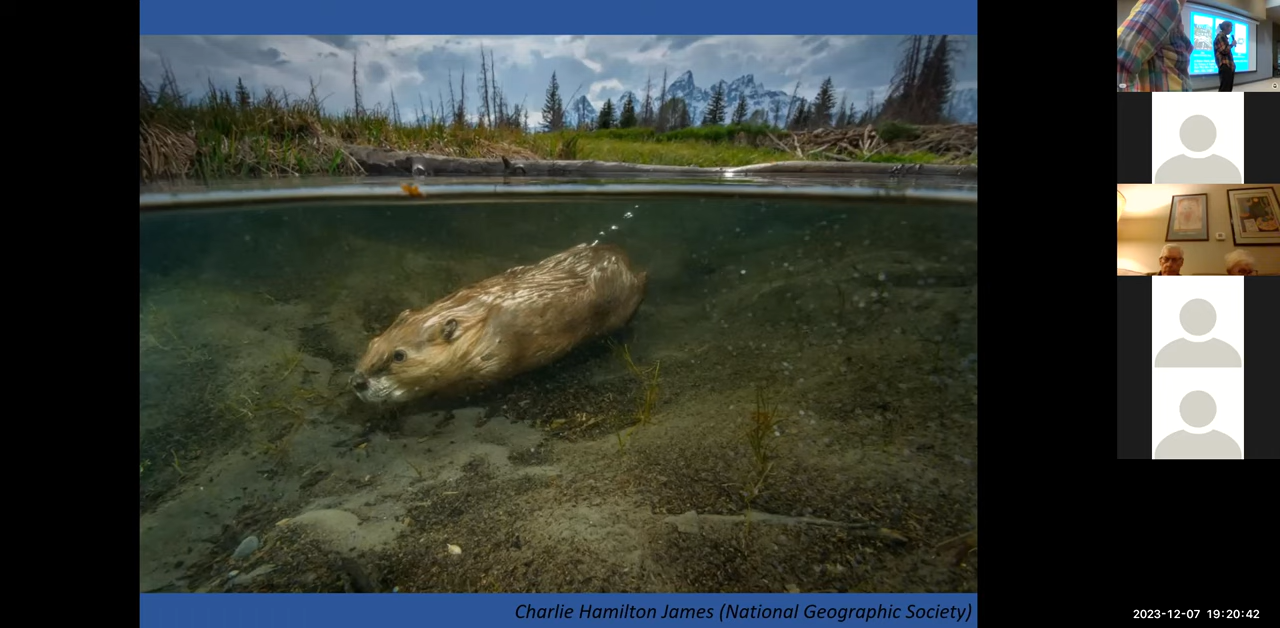 Charlie Hamilton James (National Geographic Society)
2023-12-07 19:20:42